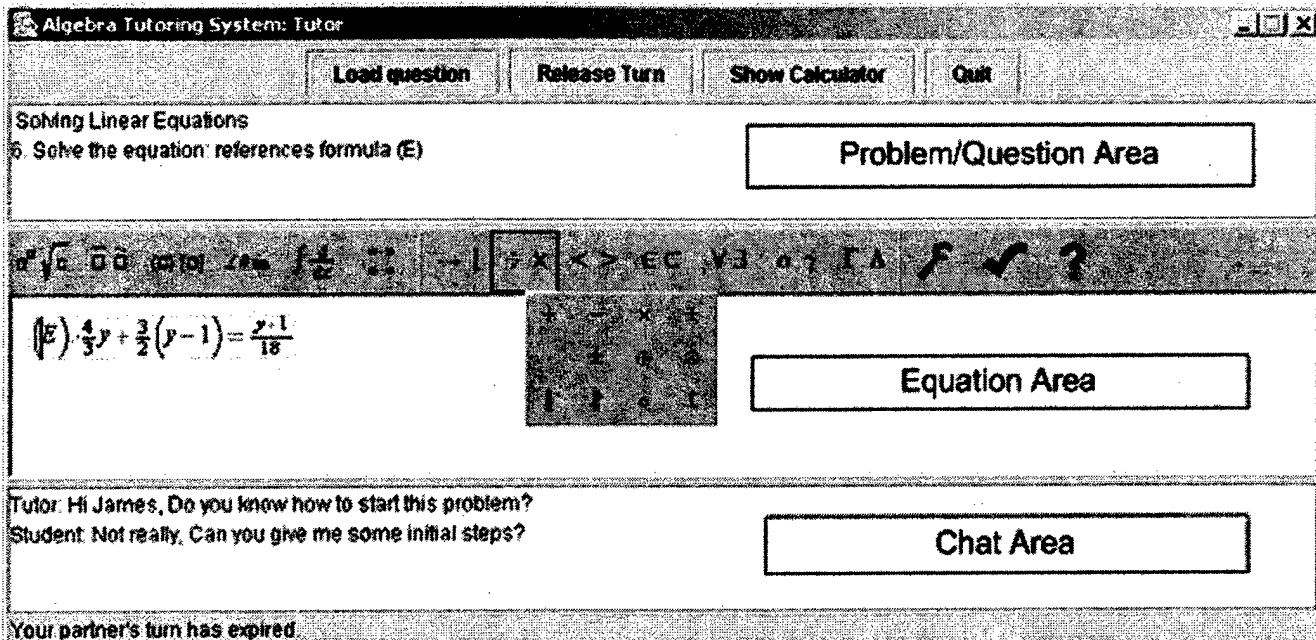 Algebra Tutoring System: Tutor
Load question Release Turn Show Calculator Quit
Solving Linear Equations
6. Solve the equation: references formula (E)
Problem/Question Area
÷ × < > ∈ ⊂ ∀ ∃ Γ Λ ?
(E). 4/3 y + 3/2 (y − 1) =
Equation Area
Tutor: Hi James, Do you know how to start this problem?
Student: Not really, Can you give me some initial steps?
Chat Area
Your partner's turn has expired.